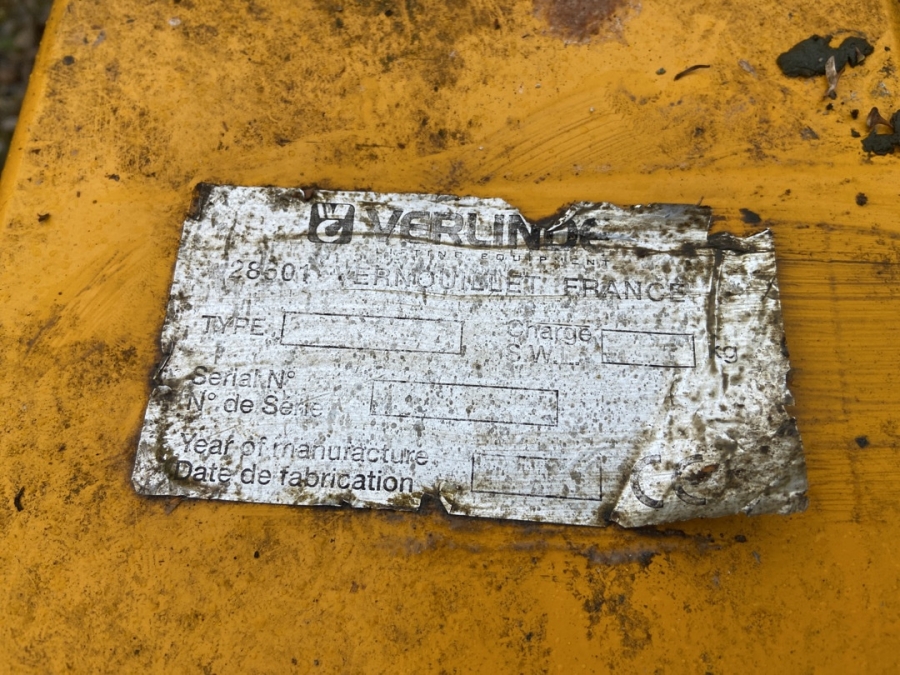 VERLINDE
28501 VERNOUILLET FRANCE
TYPE
Charge
S.W.L. kg
Serial N°
N° de Série
Year of manufacture
Date de fabrication
CE